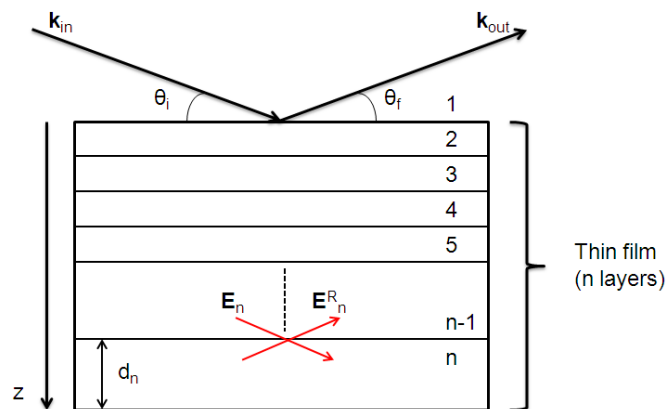 k_in
k_out
θ_i
θ_f
1
2
3
4
5
Thin film
(n layers)
E_n
E^R_n
n-1
n
d_n
z